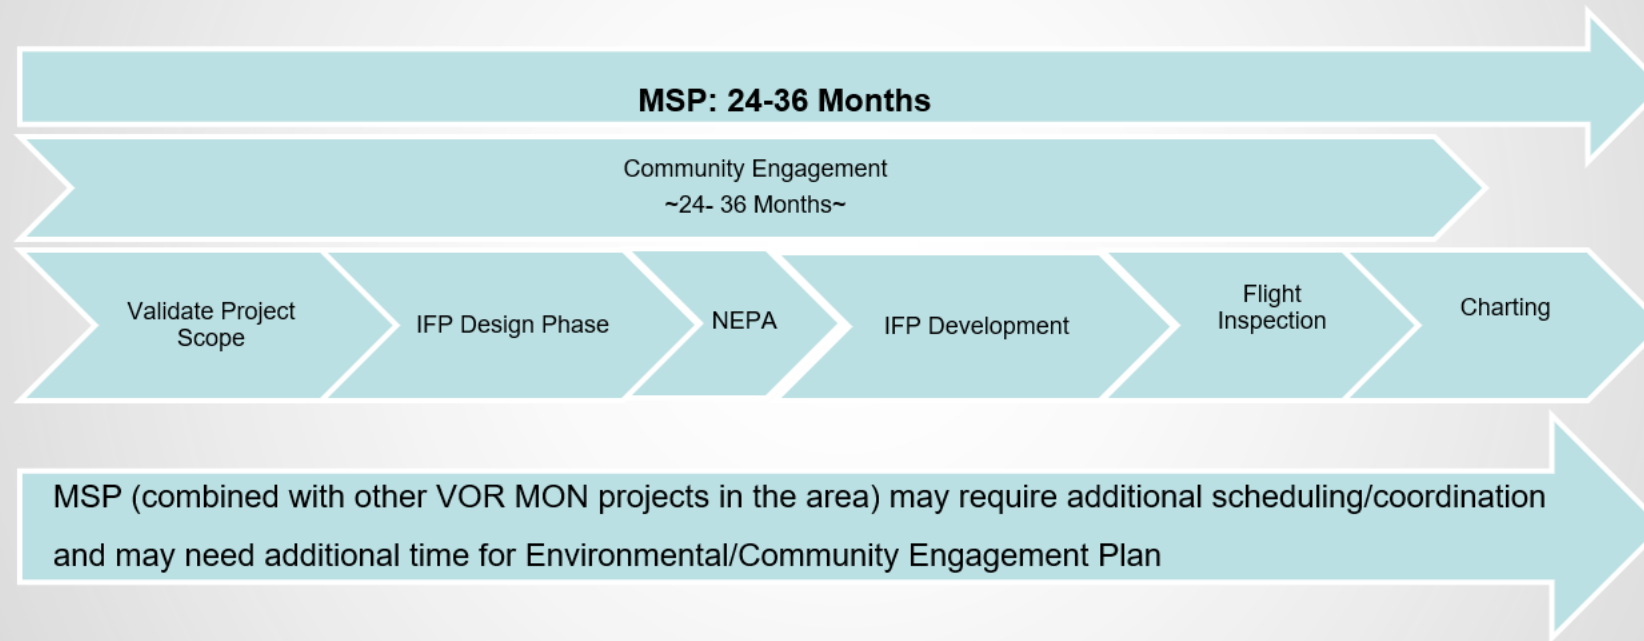 MSP: 24-36 Months
Community Engagement
~24- 36 Months~
Validate Project
Scope
IFP Design Phase
NEPA
IFP Development
Flight
Inspection
Charting
MSP (combined with other VOR MON projects in the area) may require additional scheduling/coordination
and may need additional time for Environmental/Community Engagement Plan